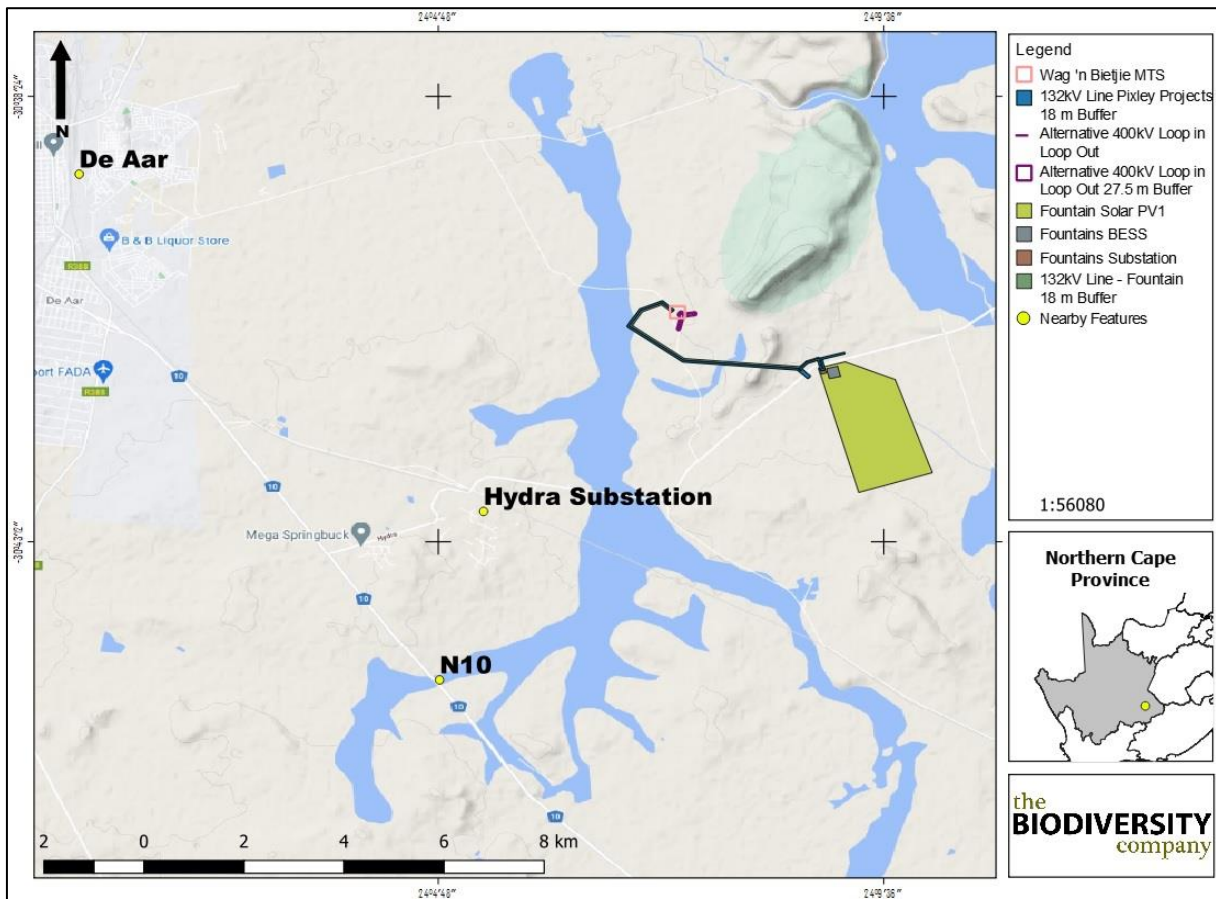 24°4'48"
24°9'36"
-30°38'24"
N
De Aar
B & B Liquor Store
R388
De Aar
port FADA
R388
10
10
Hydra Substation
Mega Springbuck
Hydra
10
N10
10
10
-30°43'12"
2 0 2 4 6 8 km
24°4'48"
24°9'36"
Legend
Wag 'n Bietjie MTS
132kV Line Pixley Projects
18 m Buffer
Alternative 400kV Loop in
Loop Out
Alternative 400kV Loop in
Loop Out 27.5 m Buffer
Fountain Solar PV1
Fountains BESS
Fountains Substation
132kV Line - Fountain
18 m Buffer
Nearby Features
1:56080
Northern Cape
Province
the
BIODIVERSITY
company